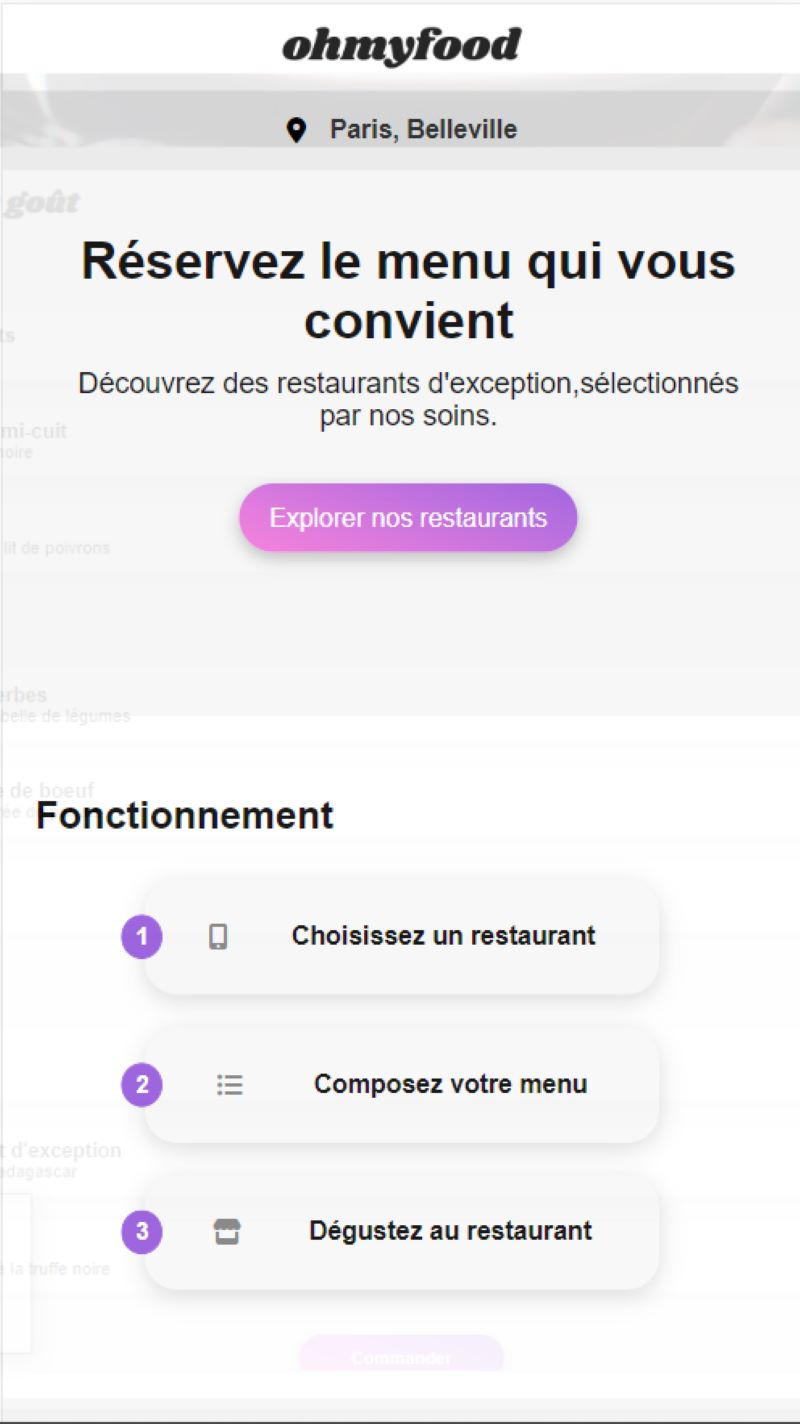 ohmyfood
Paris, Belleville
goût
Réservez le menu qui vous
convient
ts
Découvrez des restaurants d'exception,sélectionnés
par nos soins.
mi-cuit
noire
Explorer nos restaurants
lit de poivrons
erbes
belle de légumes
de boeuf
Fonctionnement
1 Choisissez un restaurant
2 Composez votre menu
t d'exception
adagascar
3 Dégustez au restaurant
la truffe noire
Commander